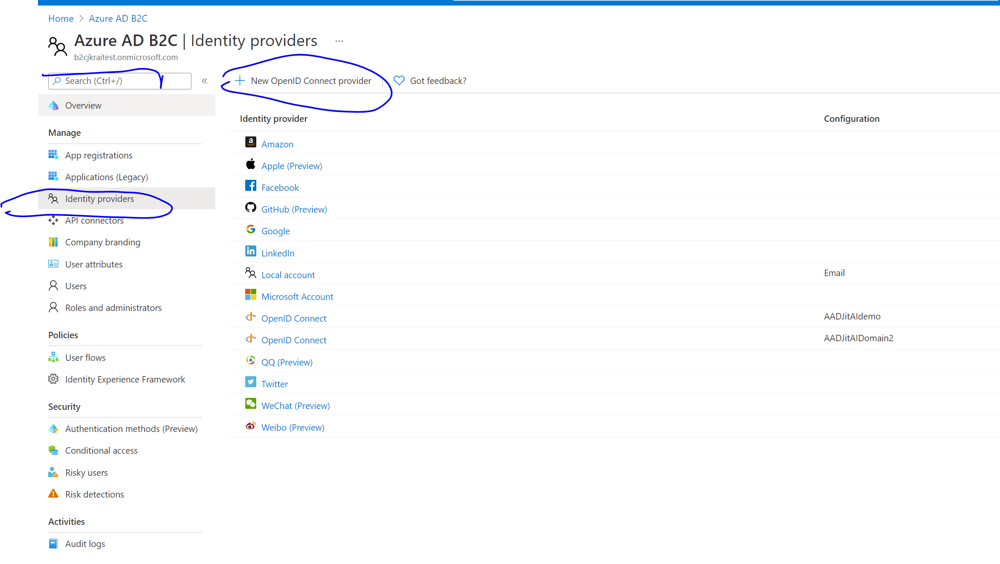 Home > Azure AD B2C
Azure AD B2C | Identity providers ...
b2cjkraitest.onmicrosoft.com
Search (Ctrl+/)
«
New OpenID Connect provider
Got feedback?
Overview
Manage
App registrations
Applications (Legacy)
Identity providers
API connectors
Company branding
User attributes
Users
Roles and administrators
Policies
User flows
Identity Experience Framework
Security
Authentication methods (Preview)
Conditional access
Risky users
Risk detections
Activities
Audit logs
Identity provider Configuration
Amazon
Apple (Preview)
Facebook
GitHub (Preview)
Google
LinkedIn
Local account Email
Microsoft Account
OpenID Connect AADJitAIdemo
OpenID Connect AADJitAIDomain2
QQ (Preview)
Twitter
WeChat (Preview)
Weibo (Preview)